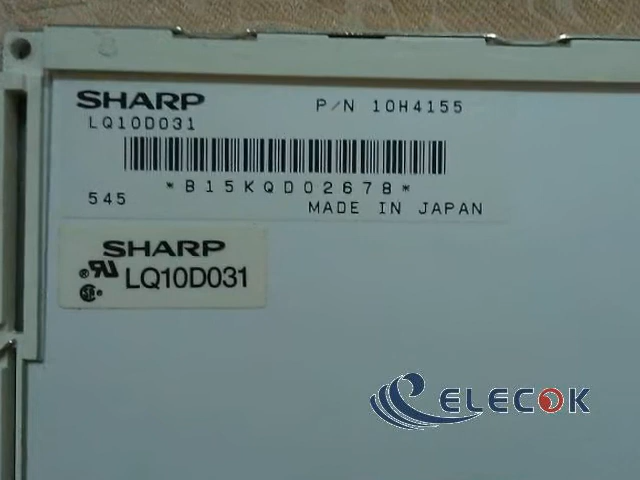 SHARP P/N 10H4155
LQ10D031
*B15KQD02678*
545 MADE IN JAPAN
SHARP
LQ10D031
ELECOK